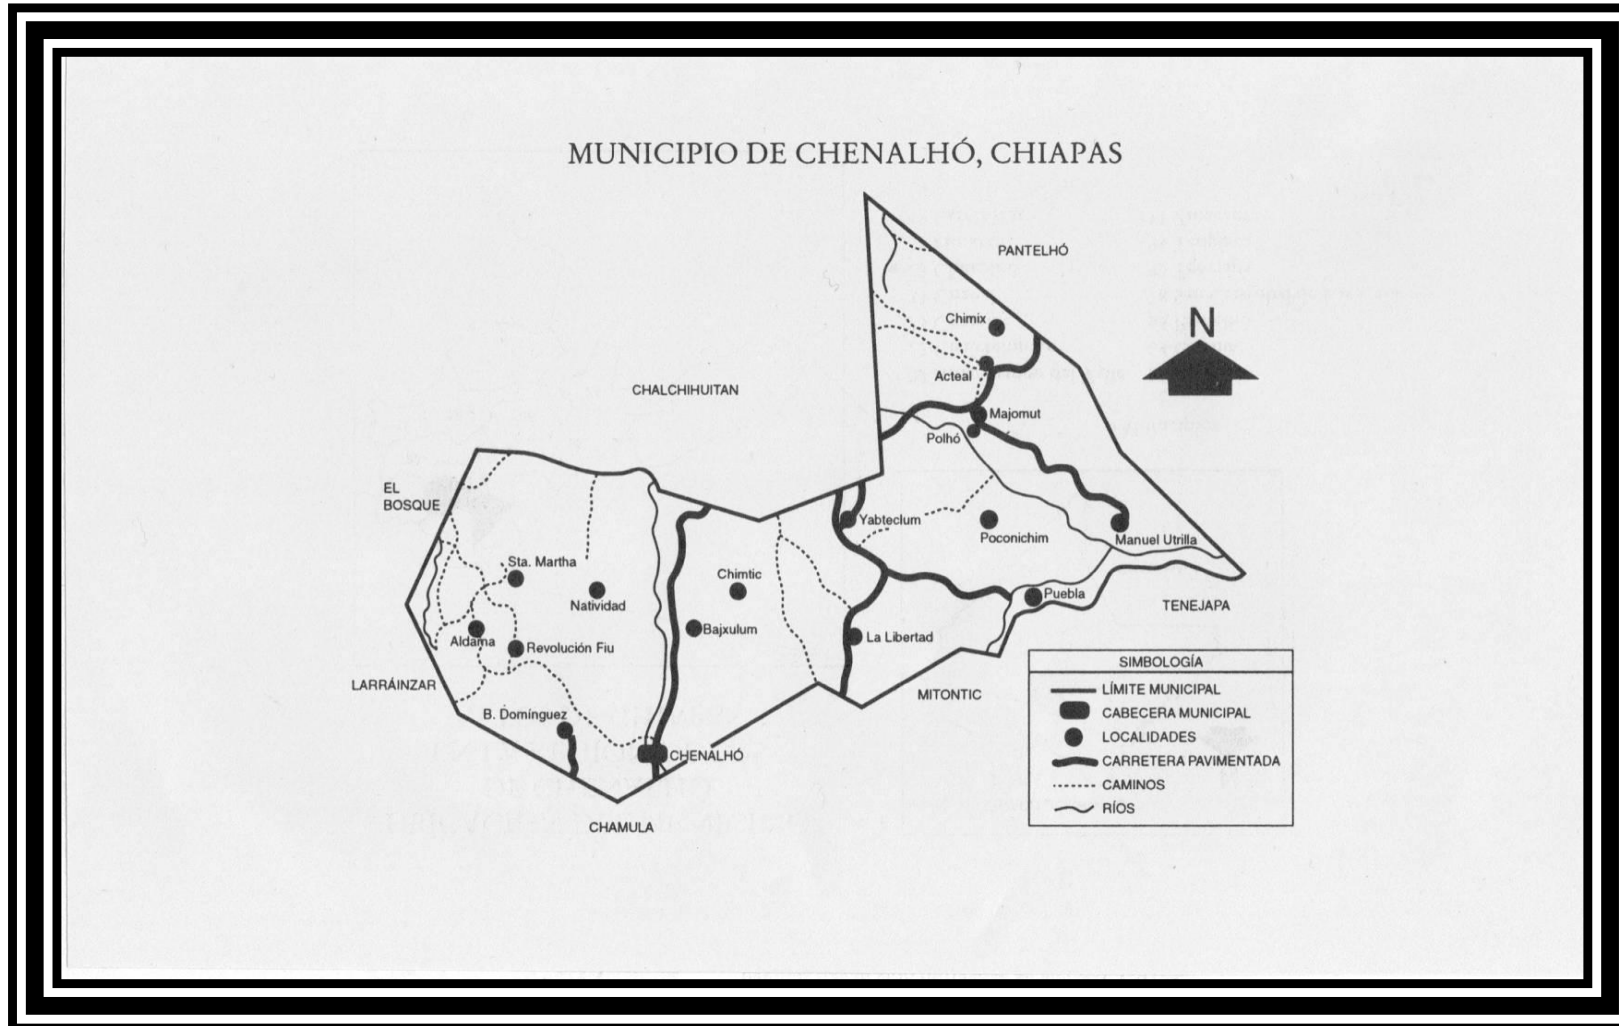 MUNICIPIO DE CHENALHÓ, CHIAPAS
PANTELHÓ
N
Chimix
Acteal
CHALCHIHUITAN
Majomut
Polhó
EL
BOSQUE
Yabteclum
Poconichim
Manuel Utrilla
Sta. Martha
Chimtic
Natividad
Puebla
TENEJAPA
Bajxulum
Aldama
Revolución Fiu
La Libertad
LARRÁINZAR
MITONTIC
B. Domínguez
CHENALHÓ
CHAMULA
SIMBOLOGÍA
LÍMITE MUNICIPAL
CABECERA MUNICIPAL
LOCALIDADES
CARRETERA PAVIMENTADA
CAMINOS
RÍOS